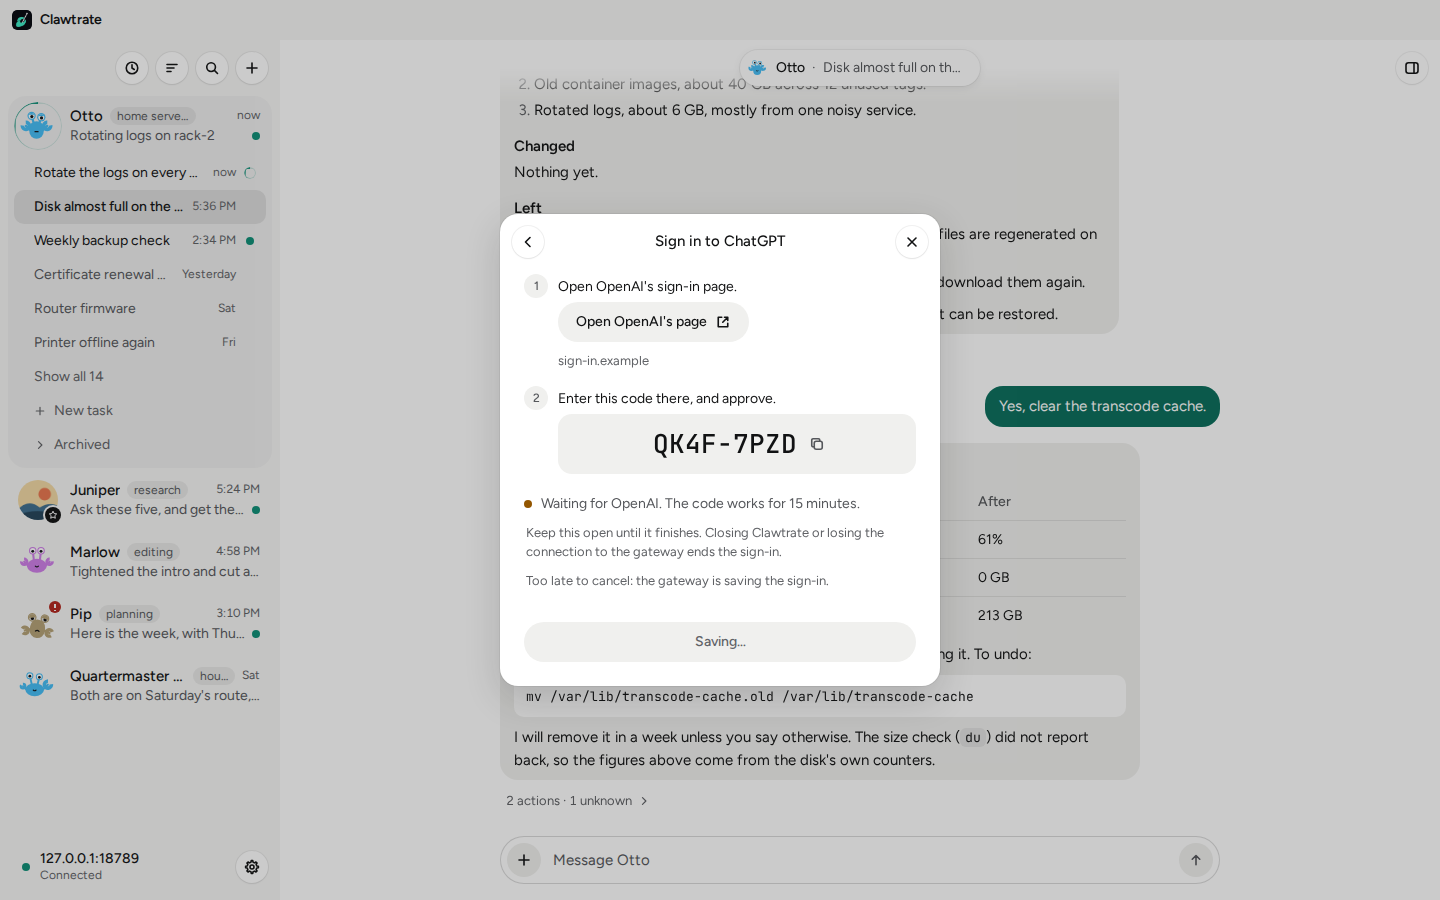 Clawtrate
Otto home serve... now
Rotating logs on rack-2
Rotate the logs on every ... now
Disk almost full on the ... 5:36 PM
Weekly backup check 2:34 PM
Certificate renewal ... Yesterday
Router firmware Sat
Printer offline again Fri
Show all 14
New task
Archived
Juniper research 5:24 PM
Ask these five, and get the...
Marlow editing 4:58 PM
Tightened the intro and cut a...
Pip planning 3:10 PM
Here is the week, with Thu...
Quartermaster ... hou... Sat
Both are on Saturday's route,...
127.0.0.1:18789
Connected
Otto · Disk almost full on th...
2. Old container images, about 40 GB across 12 unused tags.
3. Rotated logs, about 6 GB, mostly from one noisy service.
Changed
Nothing yet.
Left
files are regenerated on
download them again.
t can be restored.
Yes, clear the transcode cache.
After
61%
0 GB
213 GB
ng it. To undo:
mv /var/lib/transcode-cache.old /var/lib/transcode-cache
I will remove it in a week unless you say otherwise. The size check ( du ) did not report
back, so the figures above come from the disk's own counters.
2 actions · 1 unknown
Message Otto
Sign in to ChatGPT
1 Open OpenAI's sign-in page.
Open OpenAI's page
sign-in.example
2 Enter this code there, and approve.
QK4F-7PZD
Waiting for OpenAI. The code works for 15 minutes.
Keep this open until it finishes. Closing Clawtrate or losing the
connection to the gateway ends the sign-in.
Too late to cancel: the gateway is saving the sign-in.
Saving...